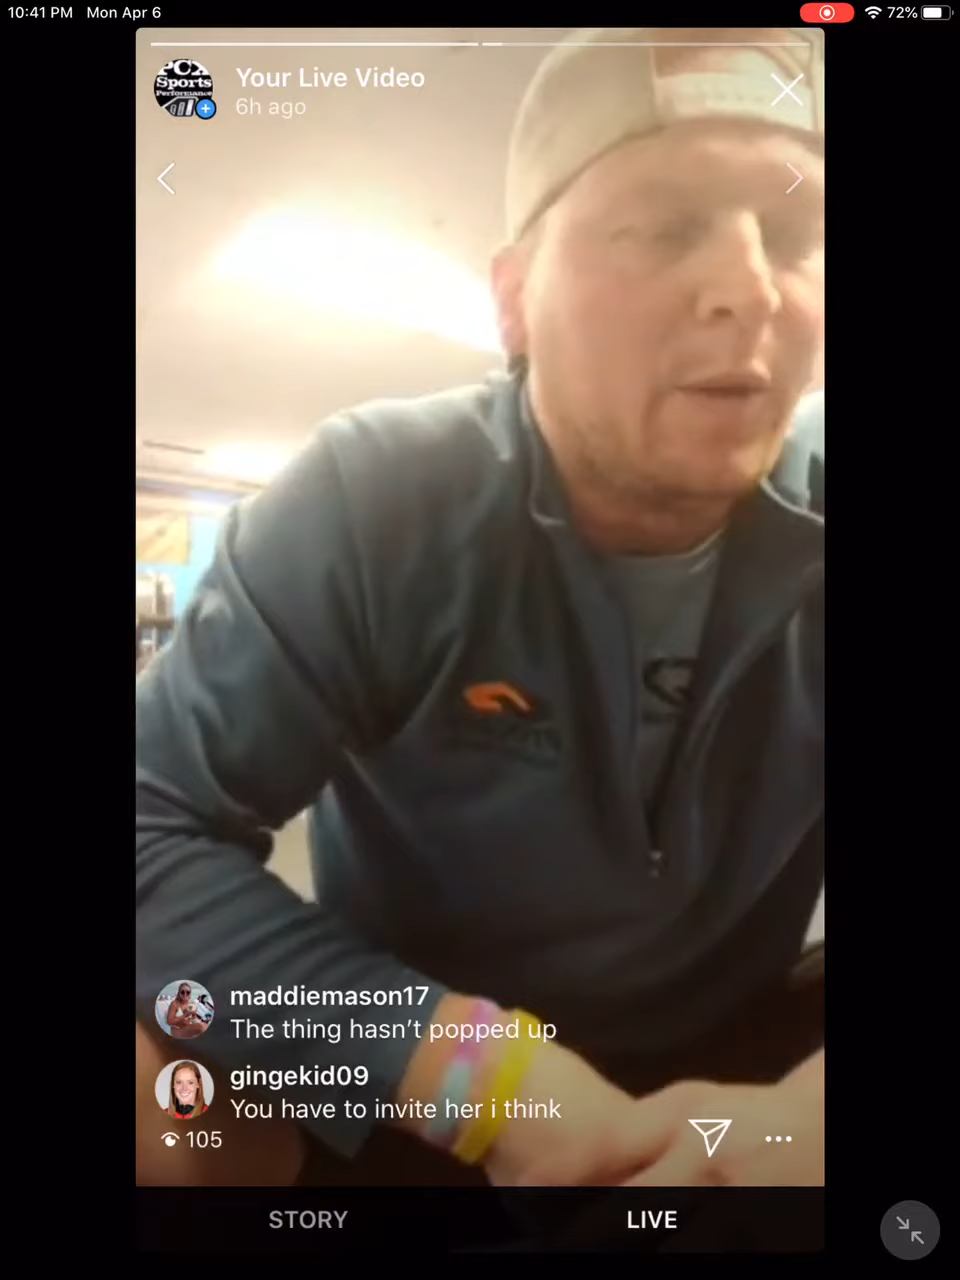 10:41 PM Mon Apr 6
72%
PCX
Sports
Performance
Your Live Video
6h ago
maddiemason17
The thing hasn’t popped up
gingekid09
You have to invite her i think
105
STORY
LIVE